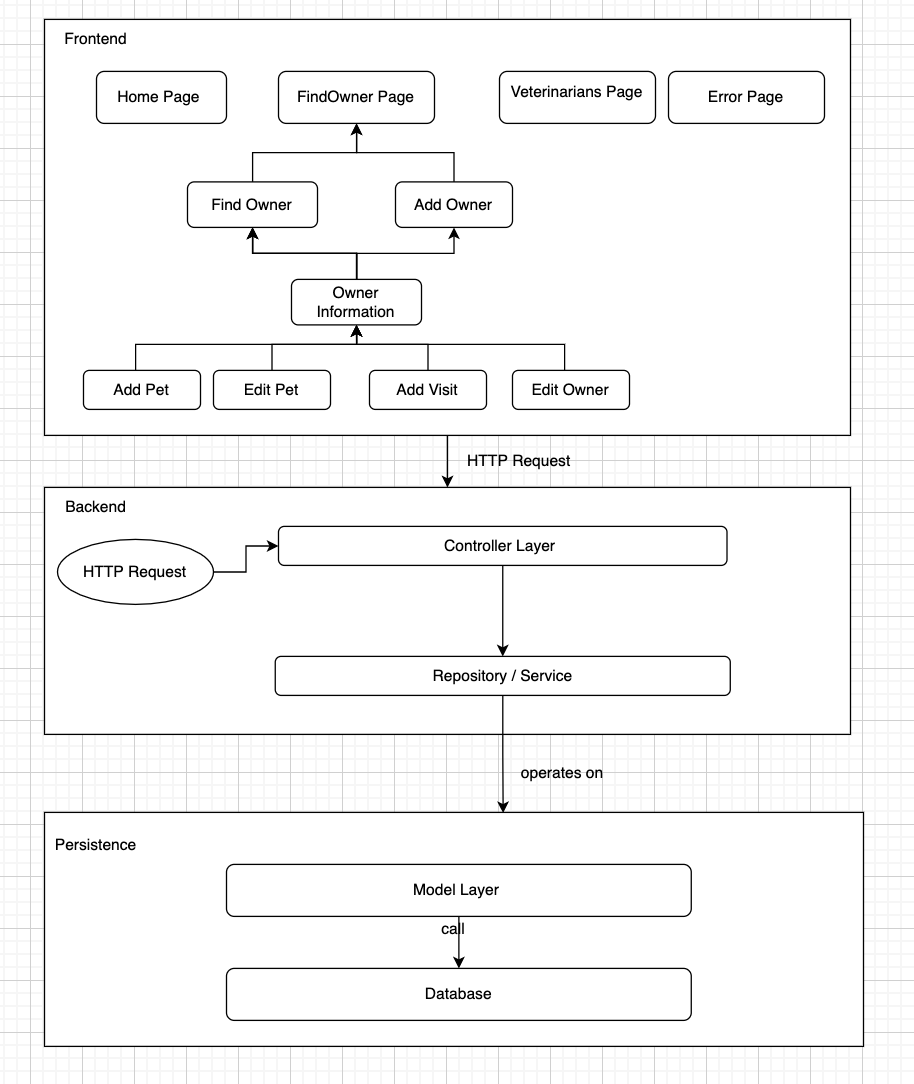 Frontend
Home Page
FindOwner Page
Veterinarians Page
Error Page
Find Owner
Add Owner
Owner
Information
Add Pet
Edit Pet
Add Visit
Edit Owner
HTTP Request
Backend
HTTP Request
Controller Layer
Repository / Service
operates on
Persistence
Model Layer
call
Database